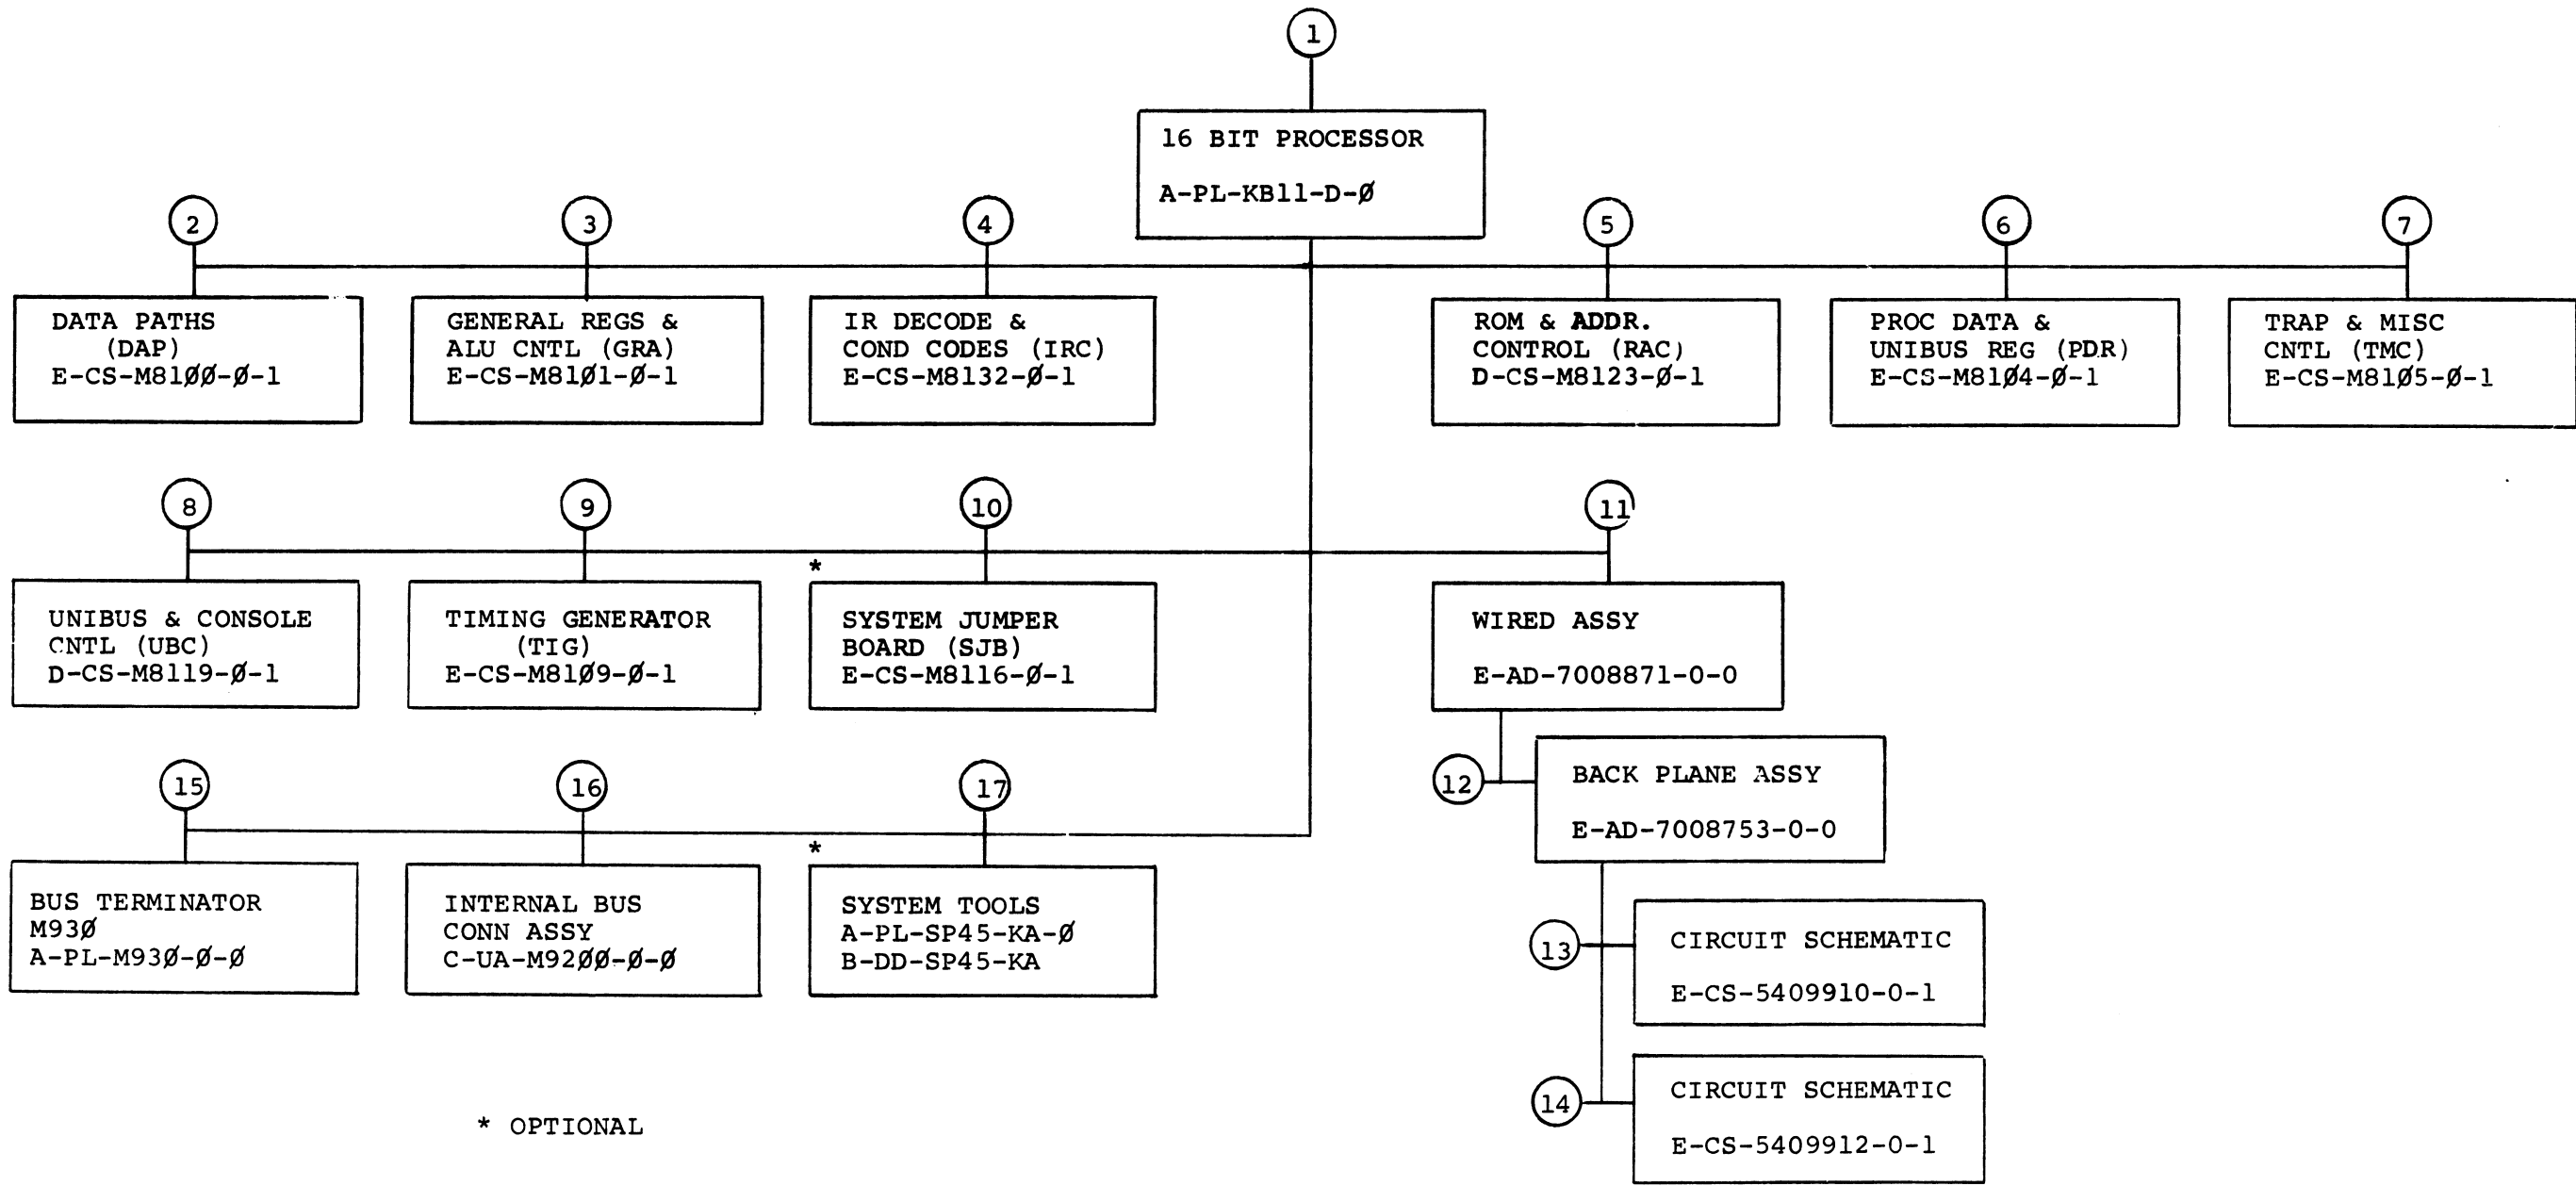 1
16 BIT PROCESSOR
A-PL-KB11-D-Ø
2
3
4
5
6
7
DATA PATHS
(DAP)
E-CS-M81ØØ-Ø-1
GENERAL REGS &
ALU CNTL (GRA)
E-CS-M81Ø1-Ø-1
IR DECODE &
COND CODES (IRC)
E-CS-M8132-Ø-1
ROM & ADDR.
CONTROL (RAC)
D-CS-M8123-Ø-1
PROC DATA &
UNIBUS REG (PDR)
E-CS-M81Ø4-Ø-1
TRAP & MISC
CNTL (TMC)
E-CS-M81Ø5-Ø-1
8
9
10
11
UNIBUS & CONSOLE
CNTL (UBC)
D-CS-M8119-Ø-1
TIMING GENERATOR
(TIG)
E-CS-M81Ø9-Ø-1
*
SYSTEM JUMPER
BOARD (SJB)
E-CS-M8116-Ø-1
WIRED ASSY
E-AD-7008871-0-0
12
BACK PLANE ASSY
E-AD-7008753-0-0
13
CIRCUIT SCHEMATIC
E-CS-5409910-0-1
14
CIRCUIT SCHEMATIC
E-CS-5409912-0-1
15
16
17
BUS TERMINATOR
M93Ø
A-PL-M93Ø-Ø-Ø
INTERNAL BUS
CONN ASSY
C-UA-M92ØØ-Ø-Ø
*
SYSTEM TOOLS
A-PL-SP45-KA-Ø
B-DD-SP45-KA
* OPTIONAL